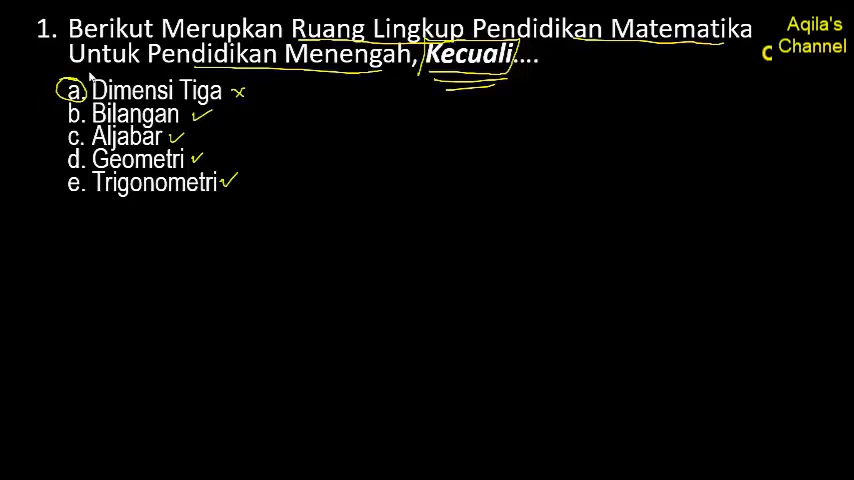 1. Berikut Merupkan Ruang Lingkup Pendidikan Matematika
Untuk Pendidikan Menengah, Kecuali....
a. Dimensi Tiga
b. Bilangan
c. Aljabar
d. Geometri
e. Trigonometri
Aqila's
Channel